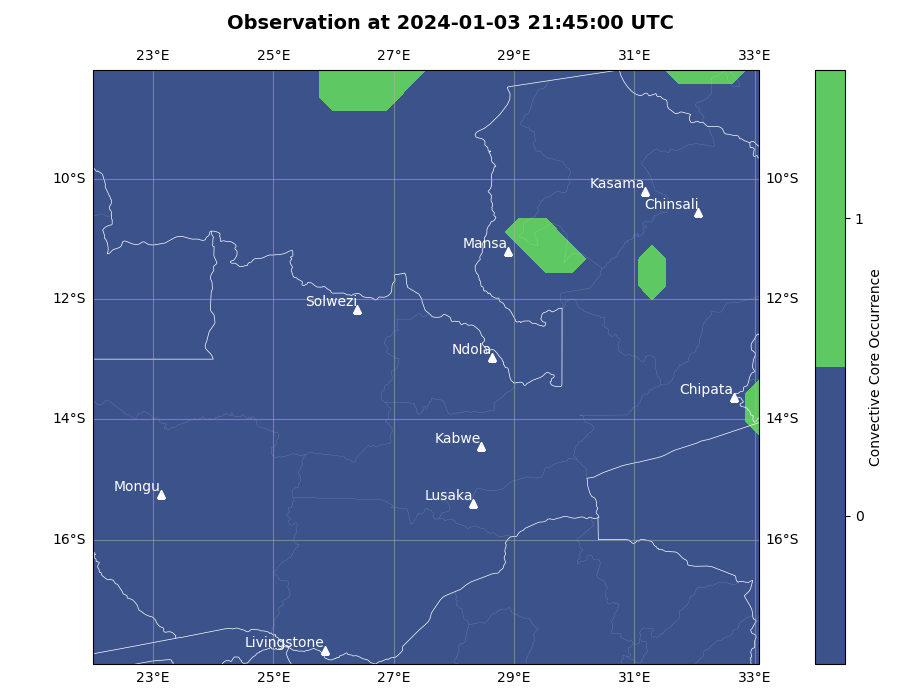 Observation at 2024-01-03 21:45:00 UTC
23°E 25°E 27°E 29°E 31°E 33°E
10°S 10°S
Kasama
Chinsali
Mansa
12°S 12°S
Solwezi
Ndola
Chipata
14°S 14°S
Kabwe
Mongu
Lusaka
16°S 16°S
Livingstone
23°E 25°E 27°E 29°E 31°E 33°E
1
0
Convective Core Occurrence